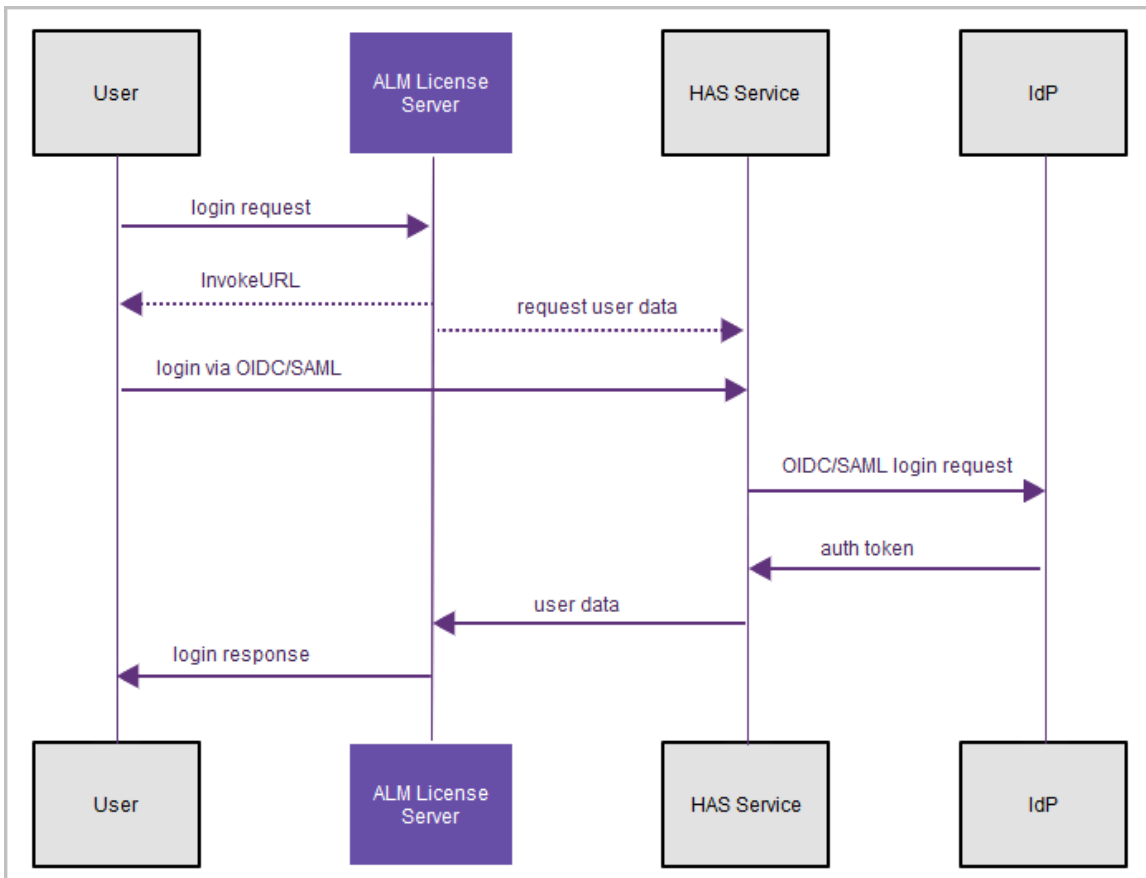 User
ALM License
Server
HAS Service
IdP
login request
InvokeURL
request user data
login via OIDC/SAML
OIDC/SAML login request
auth token
user data
login response
User
ALM License
Server
HAS Service
IdP